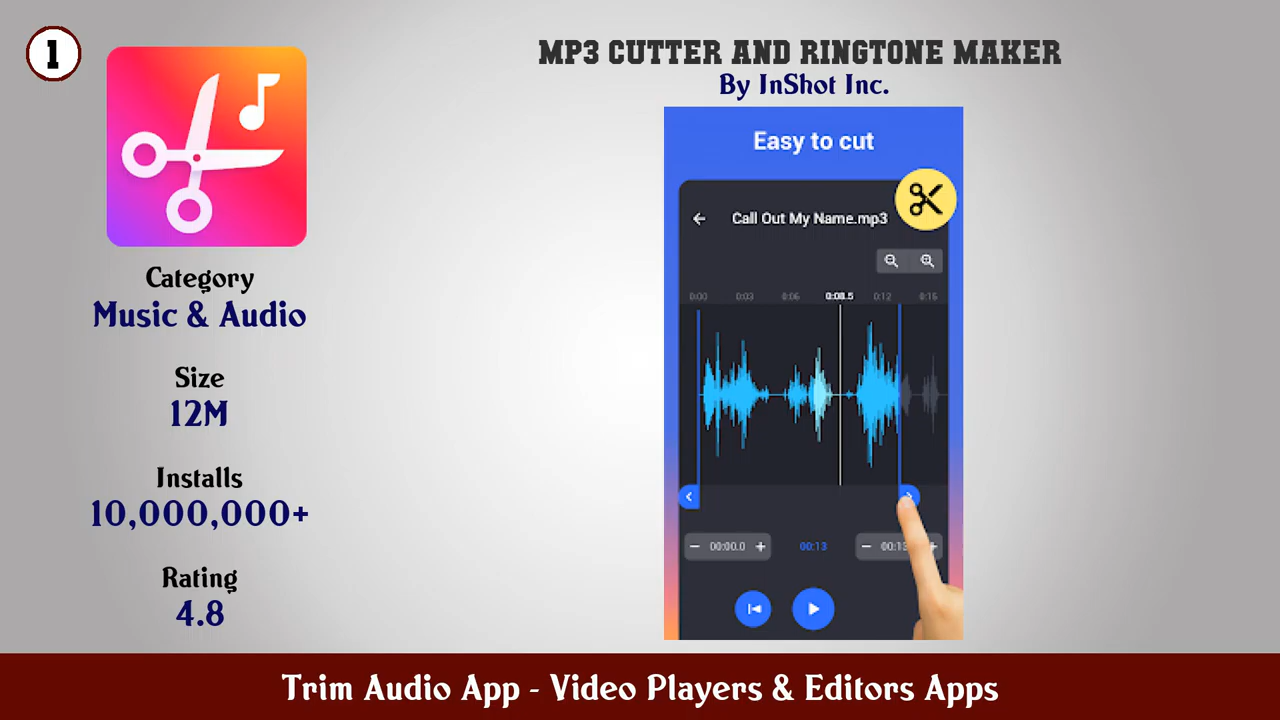 1
MP3 CUTTER AND RINGTONE MAKER
By InShot Inc.
Category
Music & Audio
Size
12M
Installs
10,000,000+
Rating
4.8
Easy to cut
Call Out My Name.mp3
0:00 0:03 0:06 0:08.5 0:12 0:15
00:00.0 00:13 00:13
Trim Audio App - Video Players & Editors Apps